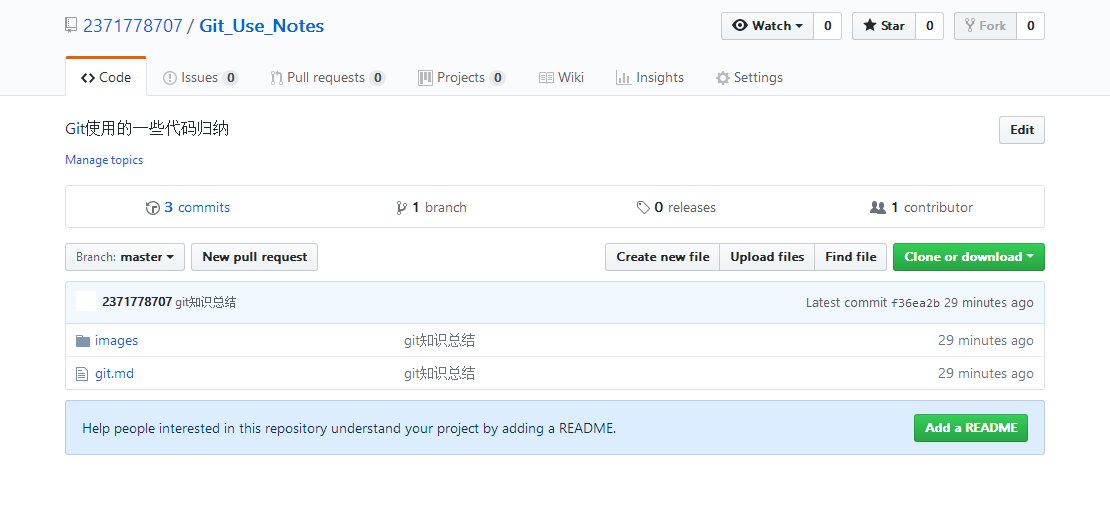 2371778707 / Git_Use_Notes Watch 0 Star 0 Fork 0
Code Issues 0 Pull requests 0 Projects 0 Wiki Insights Settings
Git使用的一些代码归纳 Edit
Manage topics
3 commits 1 branch 0 releases 1 contributor
Branch: master New pull request Create new file Upload files Find file Clone or download
2371778707 git知识总结 Latest commit f36ea2b 29 minutes ago
images git知识总结 29 minutes ago
git.md git知识总结 29 minutes ago
Help people interested in this repository understand your project by adding a README. Add a README